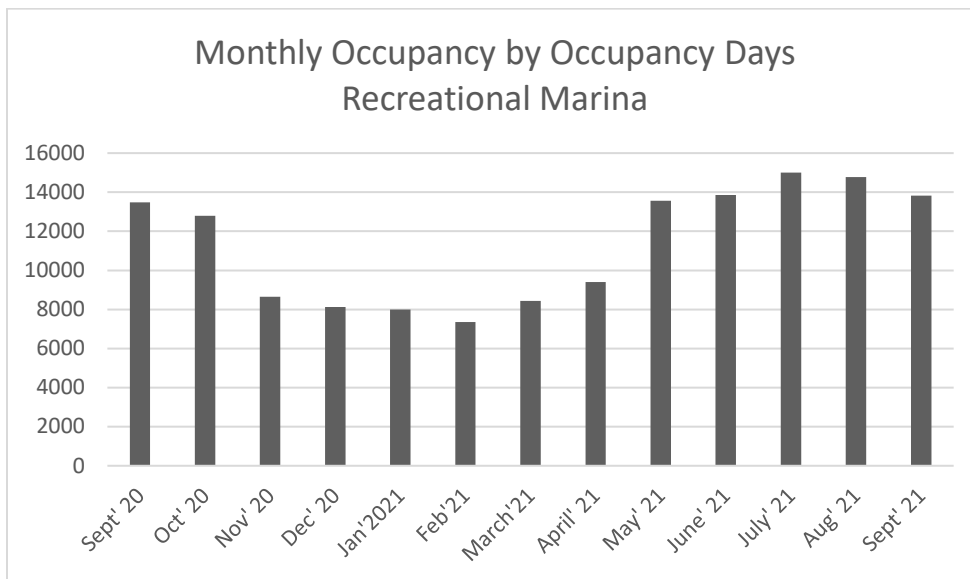 Monthly Occupancy by Occupancy Days
Recreational Marina
16000
14000
12000
10000
8000
6000
4000
2000
0
Sept' 20
Oct' 20
Nov' 20
Dec' 20
Jan'2021
Feb'21
March'21
April' 21
May' 21
June' 21
July' 21
Aug' 21
Sept' 21